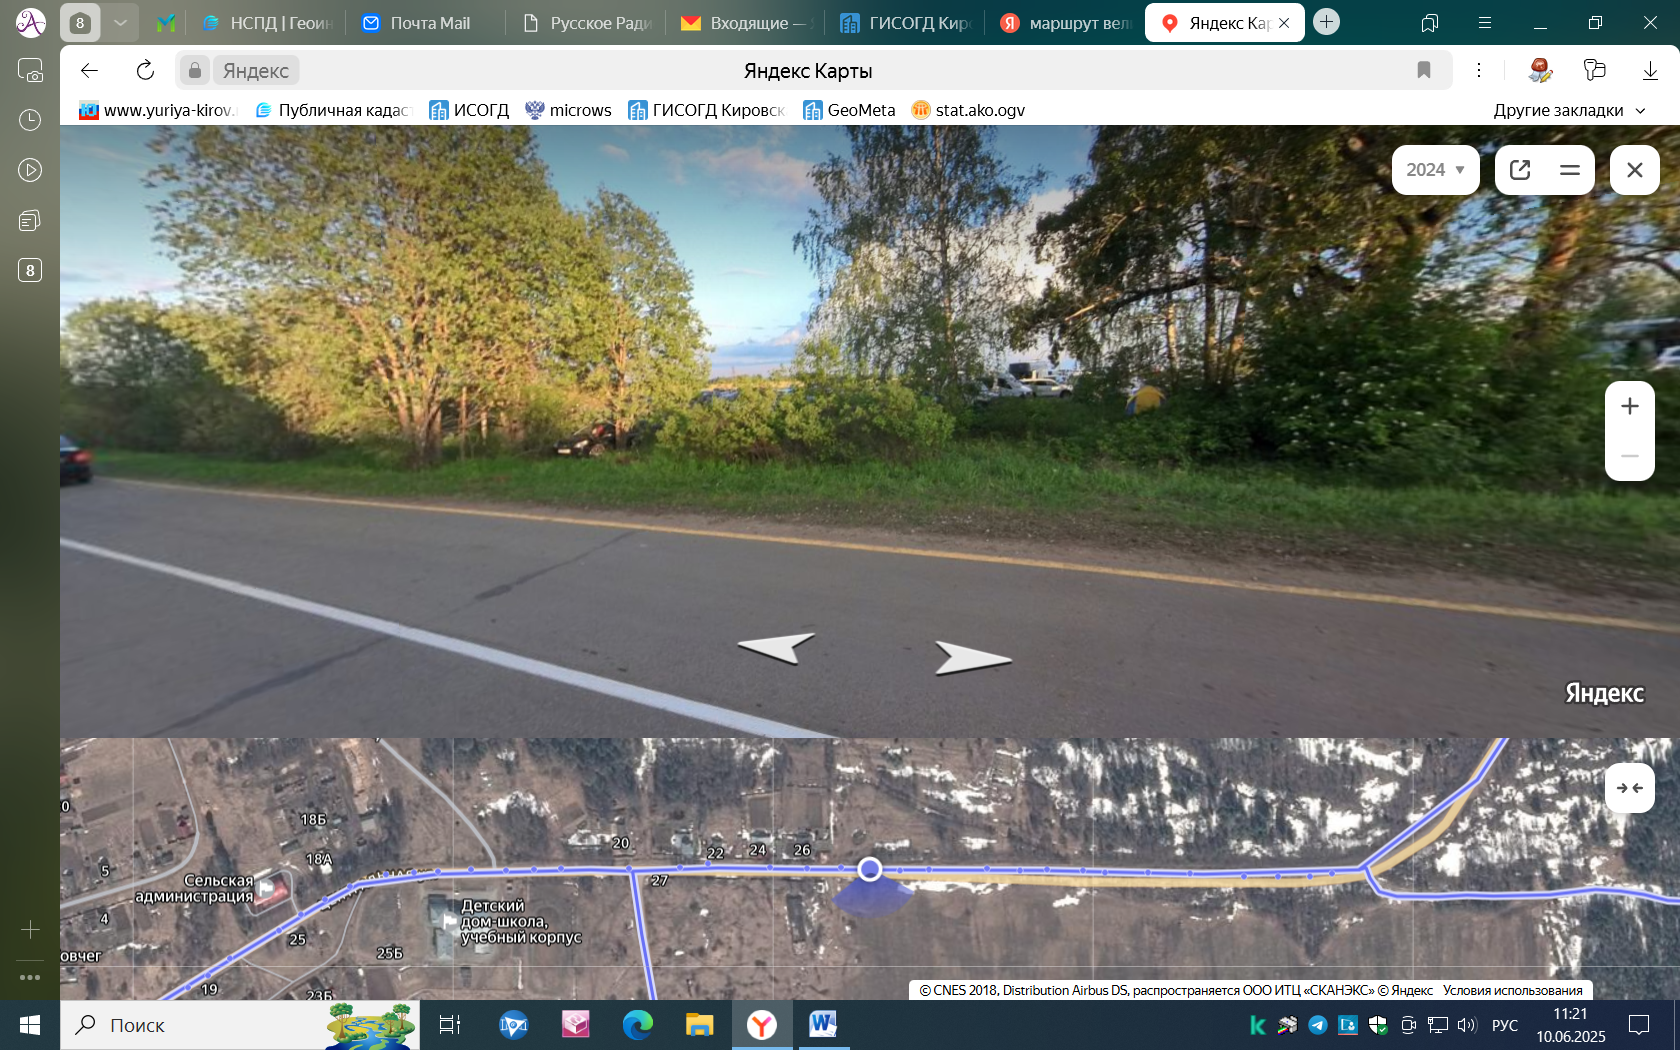 8
НСПД | Геоин
Почта Mail
Русское Ради
Входящие —
ГИСОГД Киро
маршрут вел
Яндекс Кар
Яндекс
Яндекс Карты
www.yuriya-kirov.
Публичная кадаст
ИСОГД
microws
ГИСОГД Кировск
GeoMeta
stat.ako.ogv
Другие закладки
8
2024
Яндекс
18Б
20
22
24
26
18А
5
27
Сельская
администрация
Детский
дом-школа,
учебный корпус
4
25
25Б
овчег
19
23Б
© CNES 2018, Distribution Airbus DS, распространяется ООО ИТЦ «СКАНЭКС» © Яндекс Условия использования
Поиск
РУС
11:21
10.06.2025